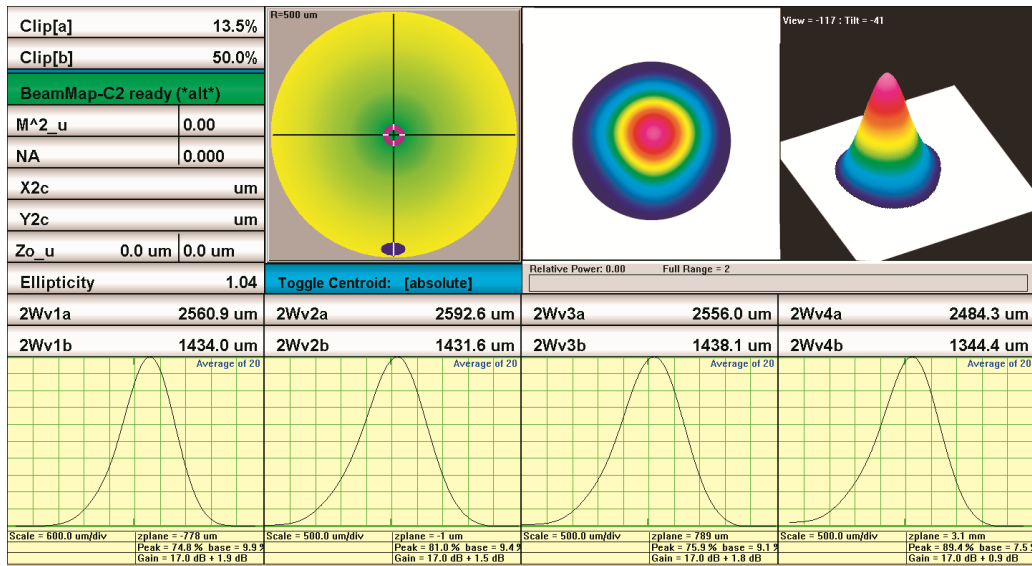 Clip[a] 13.5%
Clip[b] 50.0%
BeamMap-C2 ready (*alt*)
M^2_u 0.00
NA 0.000
X2c um
Y2c um
Zo_u 0.0 um 0.0 um
Ellipticity 1.04
R=500 um
Toggle Centroid: [absolute]
View = -117 : Tilt = -41
Relative Power: 0.00 Full Range = 2
2Wv1a 2560.9 um
2Wv2a 2592.6 um
2Wv3a 2556.0 um
2Wv4a 2484.3 um
2Wv1b 1434.0 um
2Wv2b 1431.6 um
2Wv3b 1438.1 um
2Wv4b 1344.4 um
Average of 20
Average of 20
Average of 20
Average of 20
Scale = 600.0 um/div zplane = -778 um
Peak = 74.8 % base = 9.9 %
Gain = 17.0 dB + 1.9 dB
Scale = 500.0 um/div zplane = -1 um
Peak = 81.0 % base = 9.4 %
Gain = 17.0 dB + 1.5 dB
Scale = 500.0 um/div zplane = 789 um
Peak = 75.9 % base = 9.1 %
Gain = 17.0 dB + 1.8 dB
Scale = 500.0 um/div zplane = 3.1 mm
Peak = 89.4 % base = 7.5 %
Gain = 17.0 dB + 0.9 dB